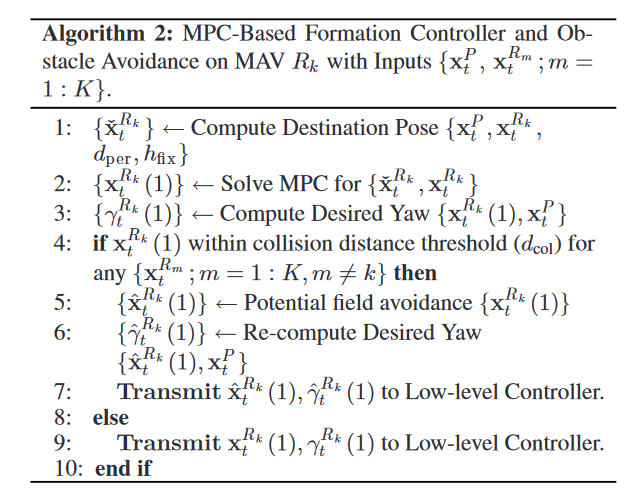 Algorithm 2: MPC-Based Formation Controller and Ob-
stacle Avoidance on MAV $R_k$ with Inputs $\{\mathbf{x}_t^P, \mathbf{x}_t^{R_m}; m =$
$1 : K\}$.
1: $\{\check{\mathbf{x}}_t^{R_k}\} \leftarrow$ Compute Destination Pose $\{\mathbf{x}_t^P, \mathbf{x}_t^{R_k},$
$d_{\text{per}}, h_{\text{fix}}\}$
2: $\{\mathbf{x}_t^{R_k}(1)\} \leftarrow$ Solve MPC for $\{\check{\mathbf{x}}_t^{R_k}, \mathbf{x}_t^{R_k}\}$
3: $\{\gamma_t^{R_k}(1)\} \leftarrow$ Compute Desired Yaw $\{\mathbf{x}_t^{R_k}(1), \mathbf{x}_t^P\}$
4: if $\mathbf{x}_t^{R_k}(1)$ within collision distance threshold ($d_{\text{col}}$) for
any $\{\mathbf{x}_t^{R_m}; m = 1 : K, m \neq k\}$ then
5: $\{\hat{\mathbf{x}}_t^{R_k}(1)\} \leftarrow$ Potential field avoidance $\{\mathbf{x}_t^{R_k}(1)\}$
6: $\{\hat{\gamma}_t^{R_k}(1)\} \leftarrow$ Re-compute Desired Yaw
$\{\hat{\mathbf{x}}_t^{R_k}(1), \mathbf{x}_t^P\}$
7: Transmit $\hat{\mathbf{x}}_t^{R_k}(1), \hat{\gamma}_t^{R_k}(1)$ to Low-level Controller.
8: else
9: Transmit $\mathbf{x}_t^{R_k}(1), \gamma_t^{R_k}(1)$ to Low-level Controller.
10: end if